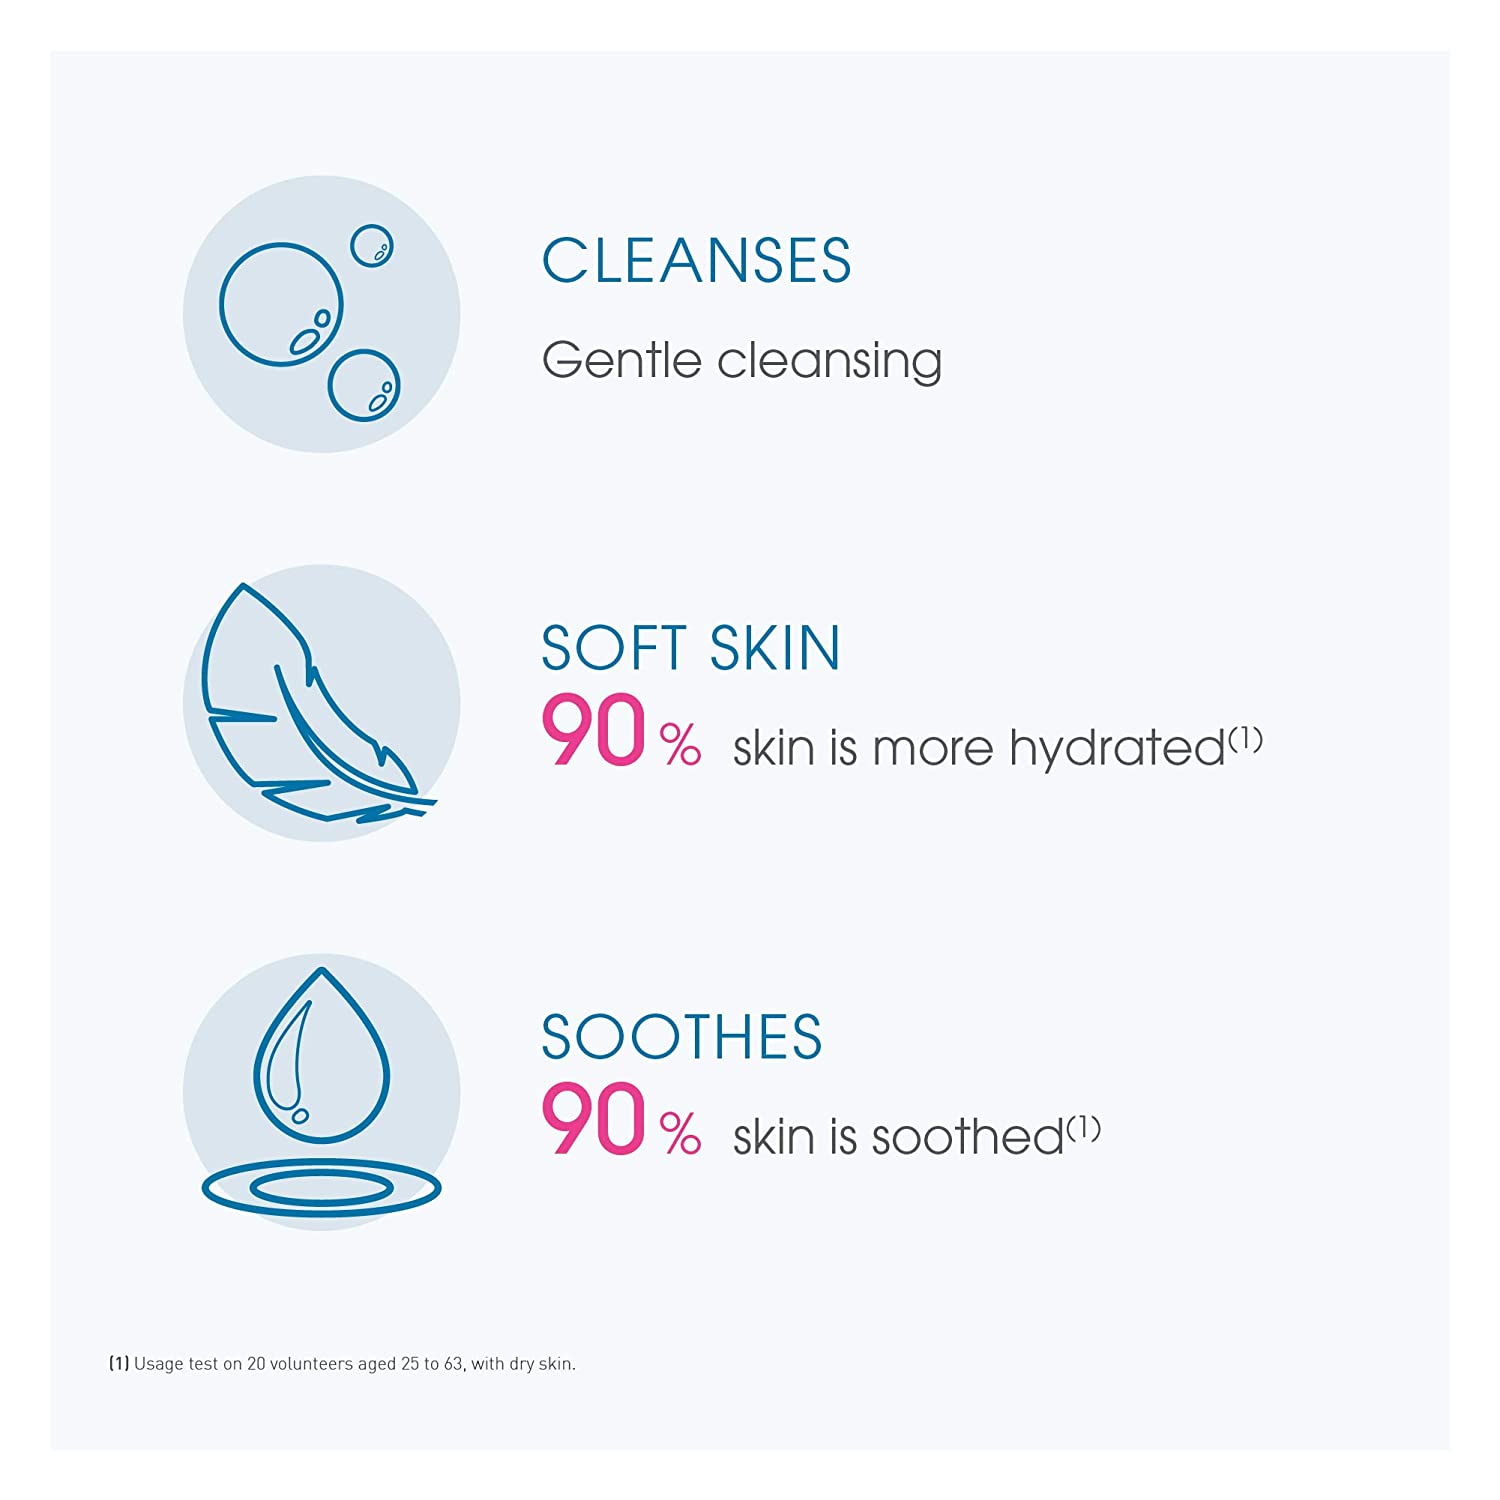 CLEANSES
Gentle cleansing
SOFT SKIN
90% skin is more hydrated(1)
SOOTHES
90% skin is soothed(1)
(1) Usage test on 20 volunteers aged 25 to 63, with dry skin.